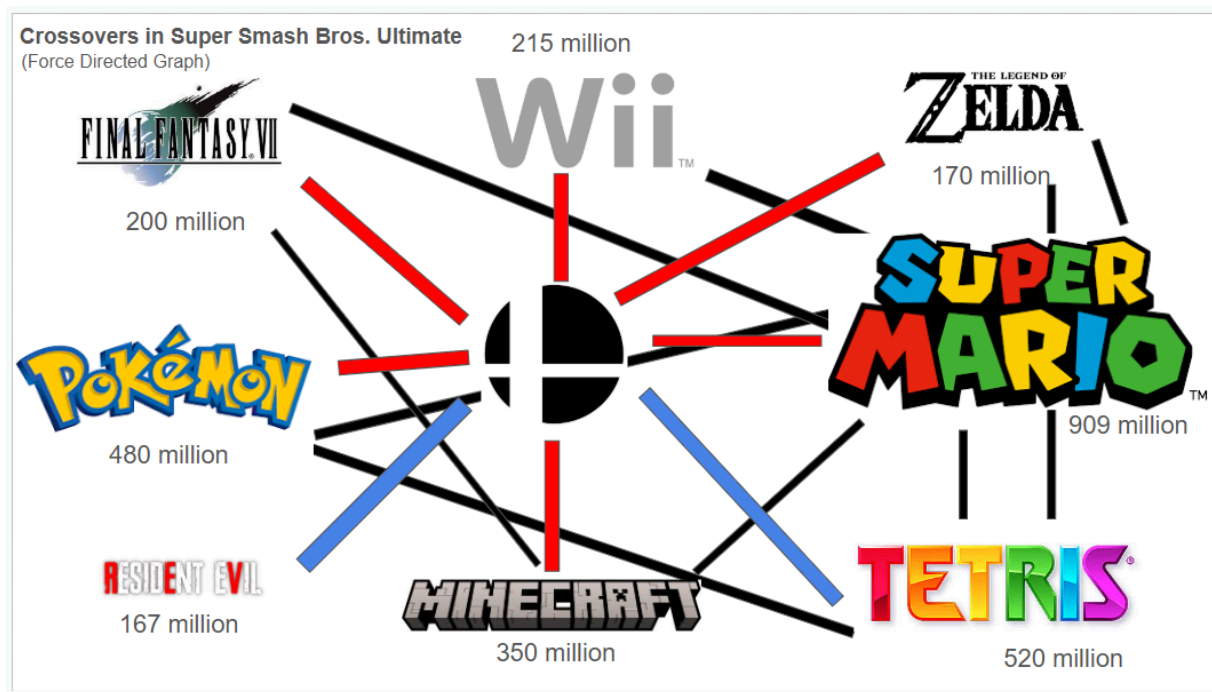 Crossovers in Super Smash Bros. Ultimate
(Force Directed Graph)
215 million
Wii™
THE LEGEND OF
ZELDA
170 million
FINAL FANTASY. VII
200 million
SUPER
MARIO™
909 million
POKéMON
480 million
RESIDENT EVIL
167 million
MINECRAFT
350 million
TETRIS®
520 million